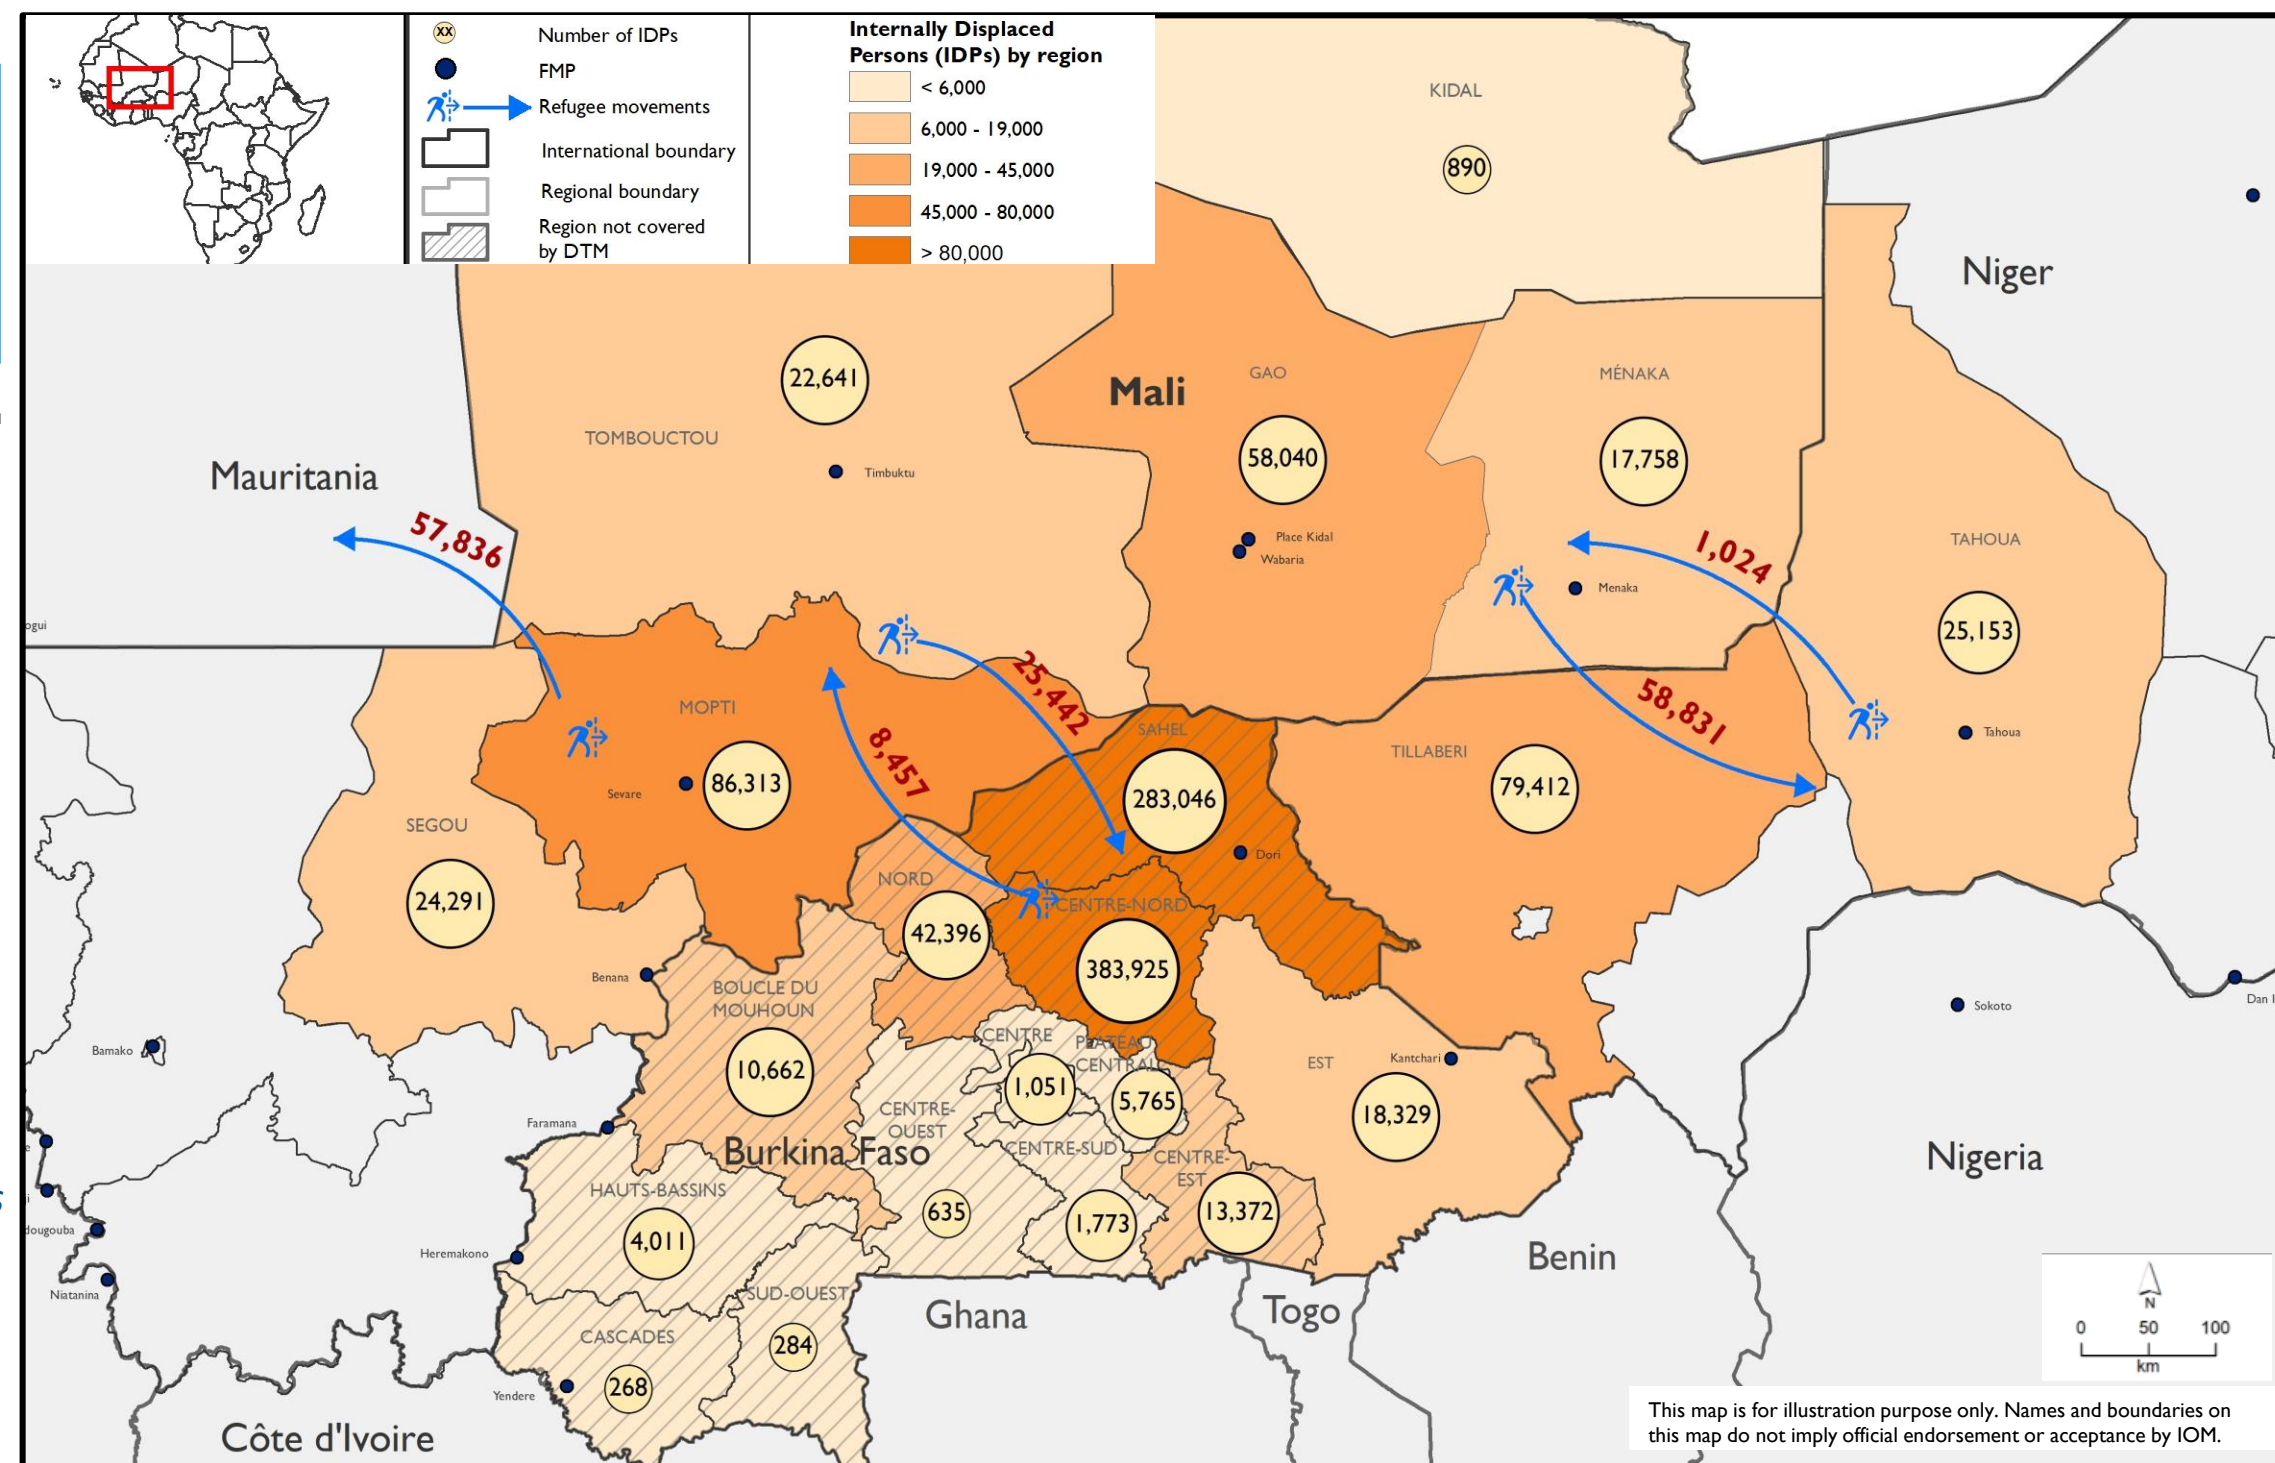 XX
Number of IDPs
FMP
Refugee movements
International boundary
Regional boundary
Region not covered
by DTM
Internally Displaced
Persons (IDPs) by region
< 6,000
6,000 - 19,000
19,000 - 45,000
45,000 - 80,000
> 80,000
KIDAL
890
Niger
22,641
TOMBOUCTOU
Timbuktu
Mali
GAO
58,040
Place Kidal
Wabaria
MÉNAKA
17,758
Menaka
1,024
TAHOUA
25,153
Tahoua
Mauritania
57,836
ogui
25,442
8,457
58,831
MOPTI
86,313
Sevare
SAHEL
283,046
Dori
TILLABERI
79,412
SEGOU
24,291
NORD
42,396
CENTRE-NORD
383,925
Benana
BOUCLE DU
MOUHOUN
10,662
Bamako
CENTRE
1,051
PLATEAU
CENTRAL
5,765
EST
Kantchari
18,329
Sokoto
Dan I
Faramana
CENTRE-
OUEST
635
Burkina Faso
CENTRE-SUD
1,773
CENTRE-
EST
13,372
Nigeria
HAUTS-BASSINS
4,011
dougouba
Heremakono
Niatanina
SUD-OUEST
284
CASCADES
268
Yendere
Ghana
Togo
Benin
Côte d'Ivoire
N
0 50 100
km
This map is for illustration purpose only. Names and boundaries on
this map do not imply official endorsement or acceptance by IOM.